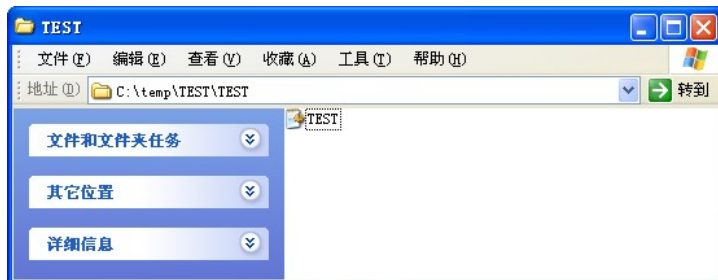 TEST
文件(F) 编辑(E) 查看(V) 收藏(A) 工具(T) 帮助(H)
地址(D) C:\temp\TEST\TEST 转到
TEST
文件和文件夹任务
其它位置
详细信息